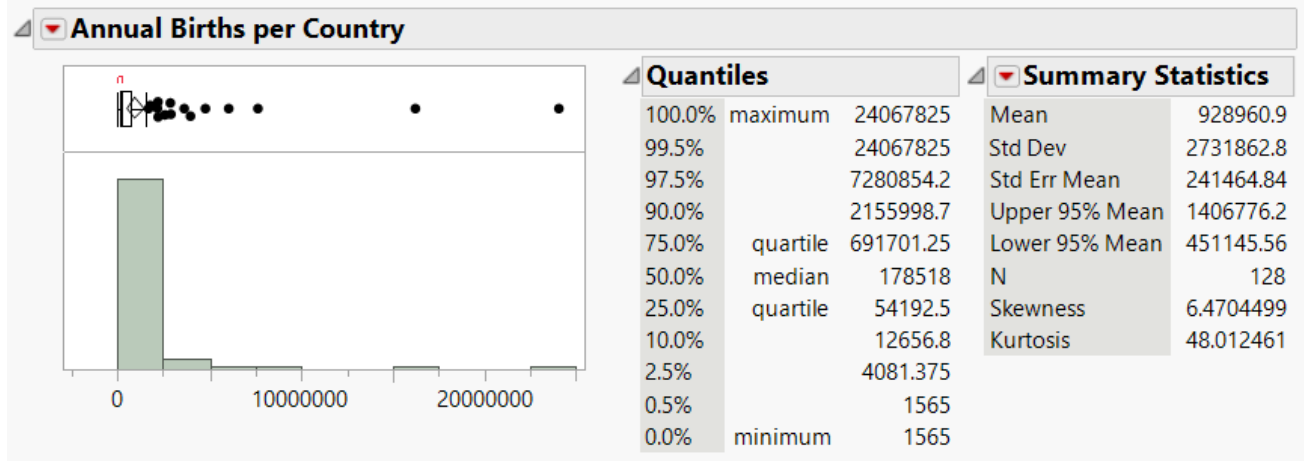 Annual Births per Country
0 10000000 20000000
Quantiles
100.0% maximum 24067825
99.5% 24067825
97.5% 7280854.2
90.0% 2155998.7
75.0% quartile 691701.25
50.0% median 178518
25.0% quartile 54192.5
10.0% 12656.8
2.5% 4081.375
0.5% 1565
0.0% minimum 1565
Summary Statistics
Mean 928960.9
Std Dev 2731862.8
Std Err Mean 241464.84
Upper 95% Mean 1406776.2
Lower 95% Mean 451145.56
N 128
Skewness 6.4704499
Kurtosis 48.012461